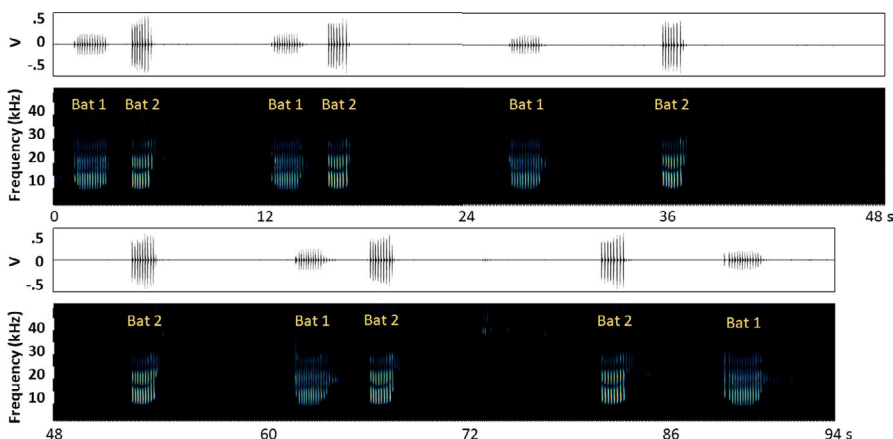 .5
V
0
-.5
Frequency (kHz)
40
30
20
10
Bat 1 Bat 2 Bat 1 Bat 2 Bat 1 Bat 2
0 12 24 36 48 s
.5
V
0
-.5
Frequency (kHz)
40
30
20
10
Bat 2 Bat 1 Bat 2 Bat 2 Bat 1
48 60 72 86 94 s